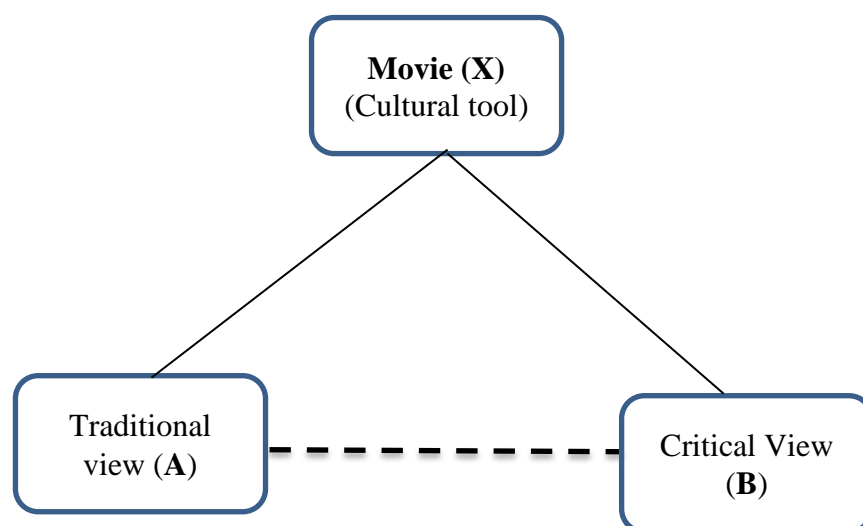 Movie (X)
(Cultural tool)
Traditional
view (A)
Critical View
(B)